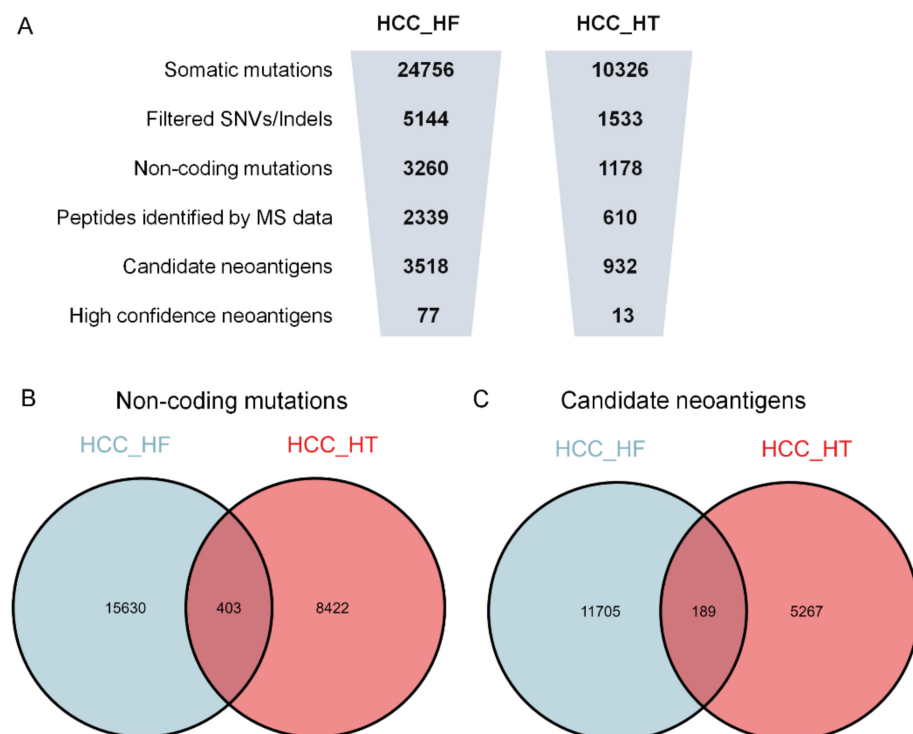 A
HCC_HF HCC_HT
Somatic mutations 24756 10326
Filtered SNVs/Indels 5144 1533
Non-coding mutations 3260 1178
Peptides identified by MS data 2339 610
Candidate neoantigens 3518 932
High confidence neoantigens 77 13
B Non-coding mutations
HCC_HF HCC_HT
15630 403 8422
C Candidate neoantigens
HCC_HF HCC_HT
11705 189 5267